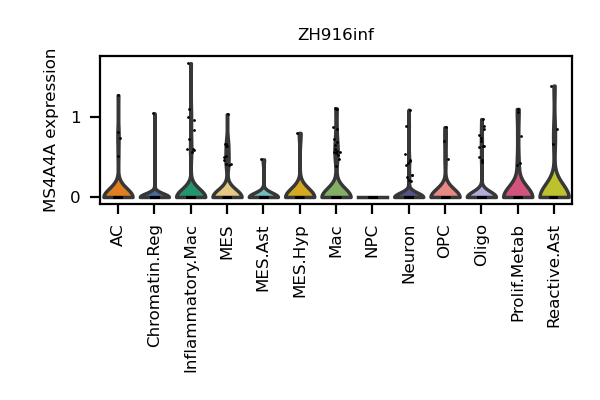 ZH916inf
MS4A4A expression
1
0
AC
Chromatin.Reg
Inflammatory.Mac
MES
MES.Ast
MES.Hyp
Mac
NPC
Neuron
OPC
Oligo
Prolif.Metab
Reactive.Ast